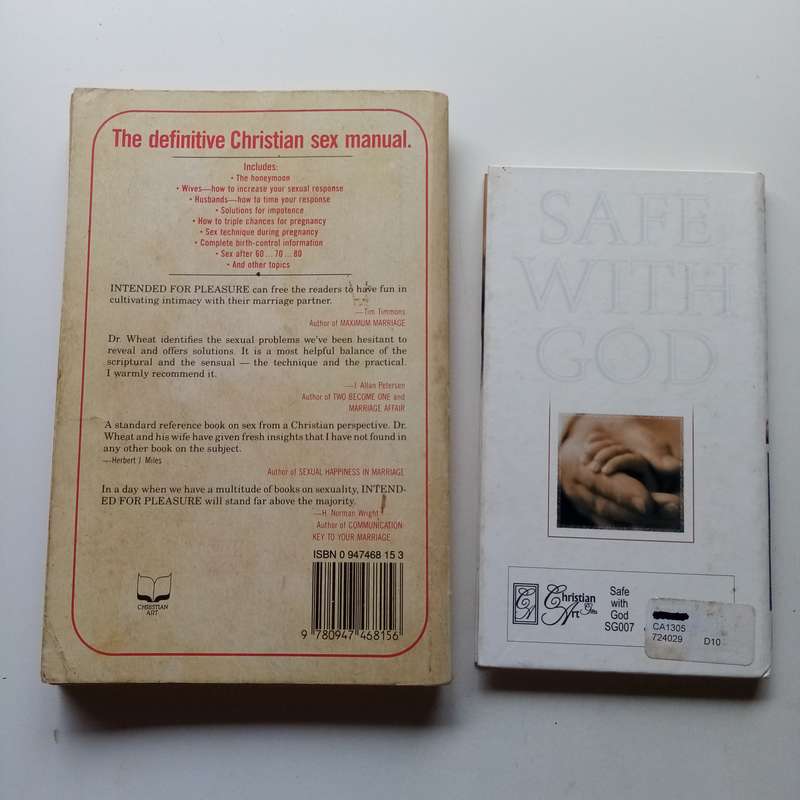 The definitive Christian sex manual.
Includes:
• The honeymoon
• Wives—how to increase your sexual response
• Husbands—how to time your response
• Solutions for impotence
• How to triple chances for pregnancy
• Sex technique during pregnancy
• Complete birth-control information
• Sex after 60 . . . 70 . . . 80
• And other topics
INTENDED FOR PLEASURE can free the readers to have fun in
cultivating intimacy with their marriage partner.
—Tim Timmons
Author of MAXIMUM MARRIAGE
Dr. Wheat identifies the sexual problems we've been hesitant to
reveal and offers solutions. It is a most helpful balance of the
scriptural and the sensual — the technique and the practical.
I warmly recommend it.
—J. Allan Petersen
Author of TWO BECOME ONE and
MARRIAGE AFFAIR
A standard reference book on sex from a Christian perspective. Dr.
Wheat and his wife have given fresh insights that I have not found in
any other book on the subject.
—Herbert J. Miles
Author of SEXUAL HAPPINESS IN MARRIAGE
In a day when we have a multitude of books on sexuality, INTEND-
ED FOR PLEASURE will stand far above the majority.
—H. Norman Wright
Author of COMMUNICATION:
KEY TO YOUR MARRIAGE
ISBN 0 947468 15 3
9 780947 468156
CHRISTIAN
ART
SAFE
WITH
GOD
CA
Christian
Art Gifts
Safe
with
God
SG007
CA1305
724029 D10